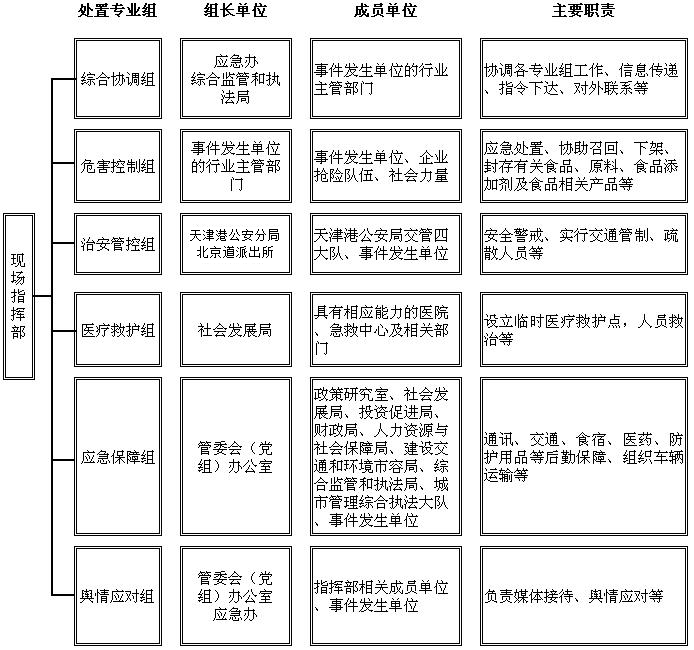 处置专业组 组长单位 成员单位 主要职责
现
场
指
挥
部
综合协调组
应急办
综合监管和执
法局
事件发生单位的行业
主管部门
协调各专业组工作、信息传递
、指令下达、对外联系等
危害控制组
事件发生单位
的行业主管部
门
事件发生单位、企业
抢险队伍、社会力量
应急处置、协助召回、下架、
封存有关食品、原料、食品添
加剂及食品相关产品等
治安管控组
天津港公安分局
北京道派出所
天津港公安局交管四
大队、事件发生单位
安全警戒、实行交通管制、疏
散人员等
医疗救护组
社会发展局
具有相应能力的医院
、急救中心及相关部
门
设立临时医疗救护点，人员救
治等
应急保障组
管委会（党
组）办公室
政策研究室、社会发
展局、投资促进局、
财政局、人力资源与
社会保障局、建设交
通和环境市容局、综
合监管和执法局、城
市管理综合执法大队
、事件发生单位
通讯、交通、食宿、医药、防
护用品等后勤保障、组织车辆
运输等
舆情应对组
管委会（党
组）办公室
应急办
指挥部相关成员单位
、事件发生单位
负责媒体接待、舆情应对等